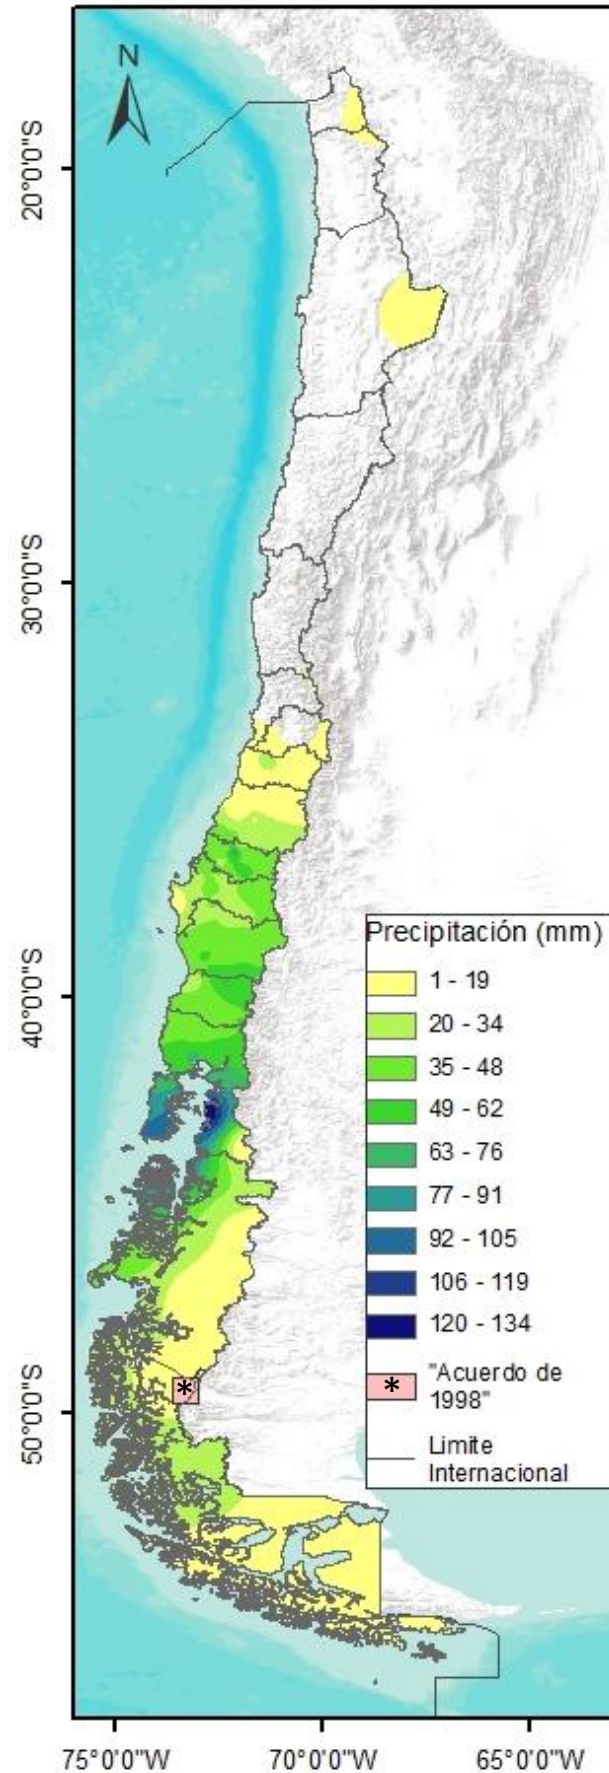 N
20°0'0"S
30°0'0"S
40°0'0"S
50°0'0"S
Precipitación (mm)
1 - 19
20 - 34
35 - 48
49 - 62
63 - 76
77 - 91
92 - 105
106 - 119
120 - 134
* "Acuerdo de
1998"
Limite
Internacional
*
75°0'0"W 70°0'0"W 65°0'0"W